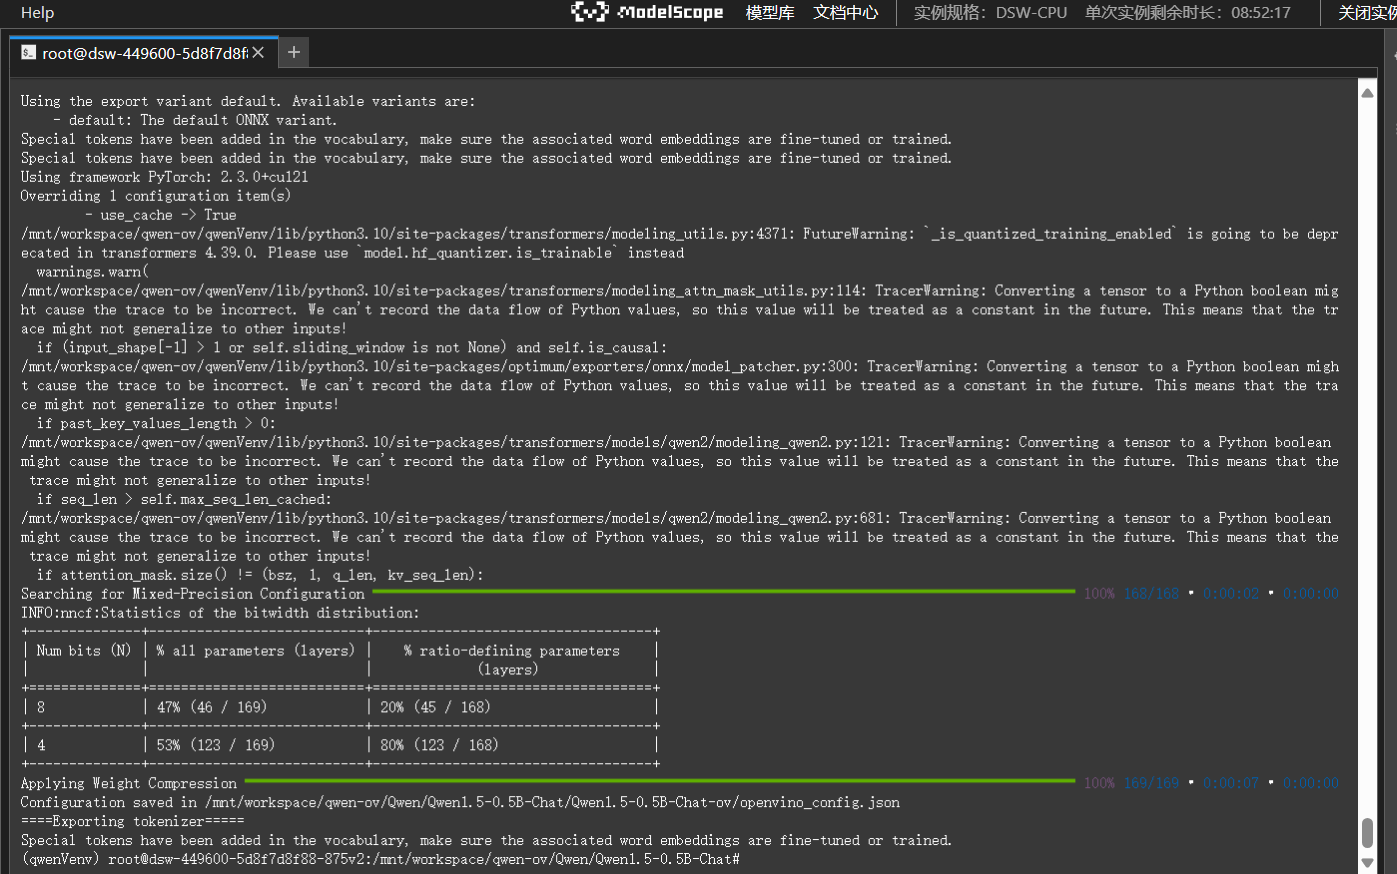 Help
ModelScope 模型库 文档中心 实例规格: DSW-CPU 单次实例剩余时长: 08:52:17 关闭实例
root@dsw-449600-5d8f7d8f8
Using the export variant default. Available variants are:
    - default: The default ONNX variant.
Special tokens have been added in the vocabulary, make sure the associated word embeddings are fine-tuned or trained.
Special tokens have been added in the vocabulary, make sure the associated word embeddings are fine-tuned or trained.
Using framework PyTorch: 2.3.0+cu121
Overriding 1 configuration item(s)
        - use_cache -> True
/mnt/workspace/qwen-ov/qwenVenv/lib/python3.10/site-packages/transformers/modeling_utils.py:4371: FutureWarning: `_is_quantized_training_enabled` is going to be depr
ecated in transformers 4.39.0. Please use `model.hf_quantizer.is_trainable` instead
  warnings.warn(
/mnt/workspace/qwen-ov/qwenVenv/lib/python3.10/site-packages/transformers/modeling_attn_mask_utils.py:114: TracerWarning: Converting a tensor to a Python boolean mig
ht cause the trace to be incorrect. We can't record the data flow of Python values, so this value will be treated as a constant in the future. This means that the tr
ace might not generalize to other inputs!
  if (input_shape[-1] > 1 or self.sliding_window is not None) and self.is_causal:
/mnt/workspace/qwen-ov/qwenVenv/lib/python3.10/site-packages/optimum/exporters/onnx/model_patcher.py:300: TracerWarning: Converting a tensor to a Python boolean migh
t cause the trace to be incorrect. We can't record the data flow of Python values, so this value will be treated as a constant in the future. This means that the tra
ce might not generalize to other inputs!
  if past_key_values_length > 0:
/mnt/workspace/qwen-ov/qwenVenv/lib/python3.10/site-packages/transformers/models/qwen2/modeling_qwen2.py:121: TracerWarning: Converting a tensor to a Python boolean
might cause the trace to be incorrect. We can't record the data flow of Python values, so this value will be treated as a constant in the future. This means that the
 trace might not generalize to other inputs!
  if seq_len > self.max_seq_len_cached:
/mnt/workspace/qwen-ov/qwenVenv/lib/python3.10/site-packages/transformers/models/qwen2/modeling_qwen2.py:681: TracerWarning: Converting a tensor to a Python boolean
might cause the trace to be incorrect. We can't record the data flow of Python values, so this value will be treated as a constant in the future. This means that the
 trace might not generalize to other inputs!
  if attention_mask.size() != (bsz, 1, q_len, kv_seq_len):
Searching for Mixed-Precision Configuration 100% 168/168 • 0:00:02 • 0:00:00
INFO:nncf:Statistics of the bitwidth distribution:
| Num bits (N) | % all parameters (layers) | % ratio-defining parameters |
| | | (layers) |
| 8 | 47% (46 / 169) | 20% (45 / 168) |
| 4 | 53% (123 / 169) | 80% (123 / 168) |
Applying Weight Compression 100% 169/169 • 0:00:07 • 0:00:00
Configuration saved in /mnt/workspace/qwen-ov/Qwen/Qwen1.5-0.5B-Chat/Qwen1.5-0.5B-Chat-ov/openvino_config.json
====Exporting tokenizer=====
Special tokens have been added in the vocabulary, make sure the associated word embeddings are fine-tuned or trained.
(qwenVenv) root@dsw-449600-5d8f7d8f88-875v2:/mnt/workspace/qwen-ov/Qwen/Qwen1.5-0.5B-Chat#